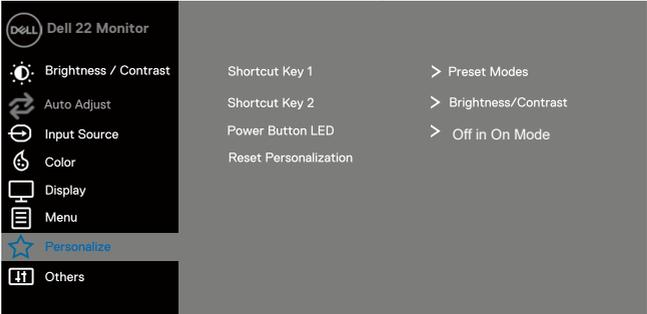 DELL Dell 22 Monitor
Brightness / Contrast
Auto Adjust
Input Source
Color
Display
Menu
Personalize
Others
Shortcut Key 1 > Preset Modes
Shortcut Key 2 > Brightness/Contrast
Power Button LED > Off in On Mode
Reset Personalization